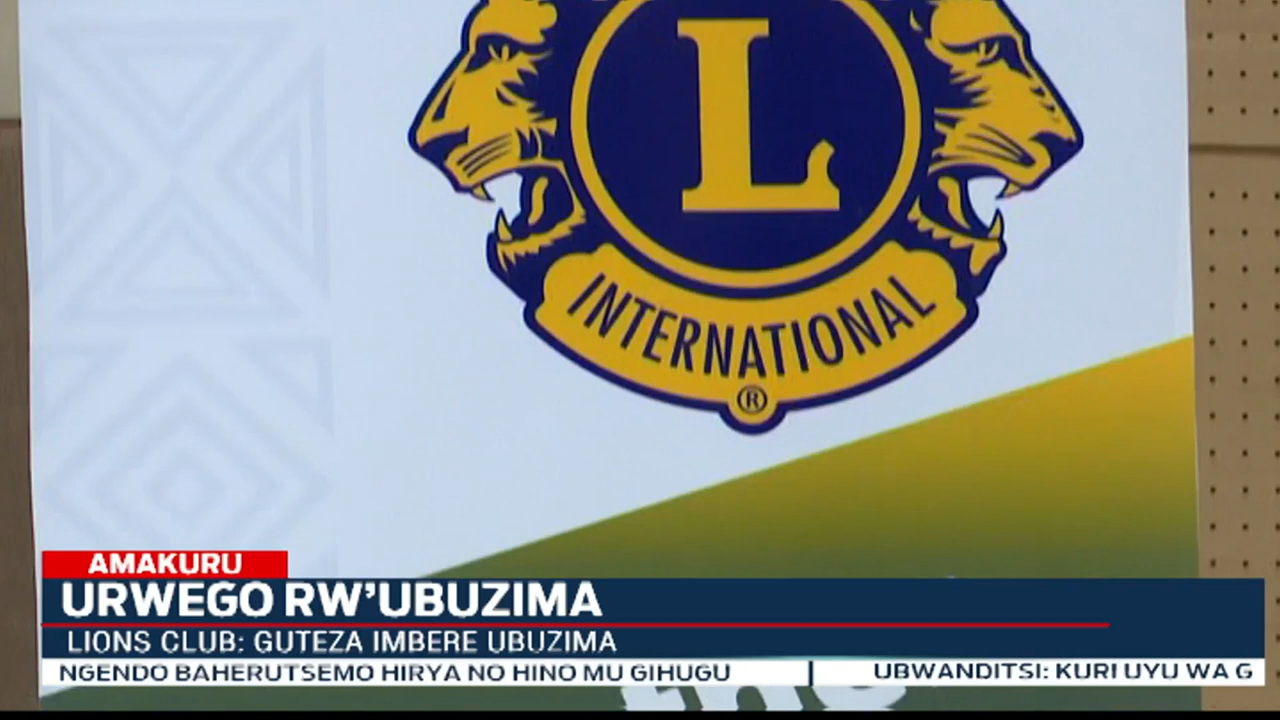 L
INTERNATIONAL
®
the
AMAKURU
URWEGO RW'UBUZIMA
LIONS CLUB: GUTEZA IMBERE UBUZIMA
NGENDO BAHERUTSEMO HIRYA NO HINO MU GIHUGU | UBWANDITSI: KURI UYU WA G